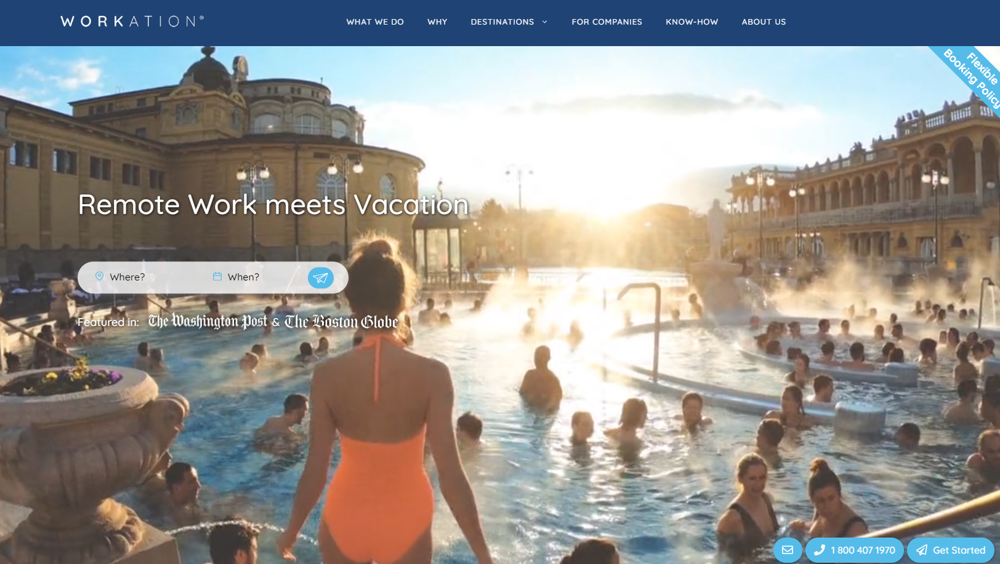 WORKATION®
WHAT WE DO
WHY
DESTINATIONS
FOR COMPANIES
KNOW-HOW
ABOUT US
Flexible
Booking Policy
Remote Work meets Vacation
Where?
When?
Featured in: The Washington Post & The Boston Globe
1 800 407 1970
Get Started